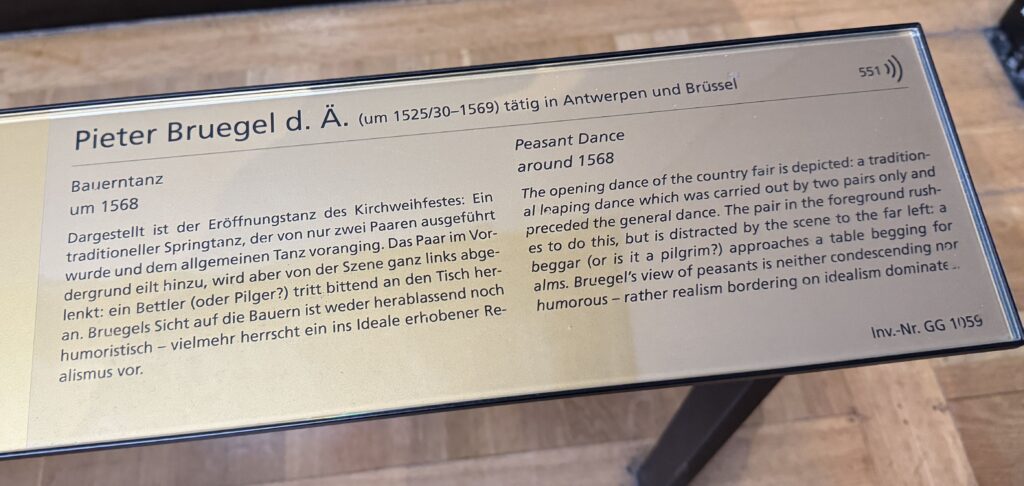 551
Pieter Bruegel d. Ä. (um 1525/30–1569) tätig in Antwerpen und Brüssel
Bauerntanz
um 1568
Dargestellt ist der Eröffnungstanz des Kirchweihfestes: Ein
traditioneller Springtanz, der von nur zwei Paaren ausgeführt
wurde und dem allgemeinen Tanz voranging. Das Paar im Vor-
dergrund eilt hinzu, wird aber von der Szene ganz links abge-
lenkt: ein Bettler (oder Pilger?) tritt bittend an den Tisch her-
an. Bruegels Sicht auf die Bauern ist weder herablassend noch
humoristisch – vielmehr herrscht ein ins Ideale erhobener Re-
alismus vor.
Peasant Dance
around 1568
The opening dance of the country fair is depicted: a tradition-
al leaping dance which was carried out by two pairs only and
preceded the general dance. The pair in the foreground rush-
es to do this, but is distracted by the scene to the far left: a
beggar (or is it a pilgrim?) approaches a table begging for
alms. Bruegel's view of peasants is neither condescending nor
humorous – rather realism bordering on idealism dominates.
Inv.-Nr. GG 1059